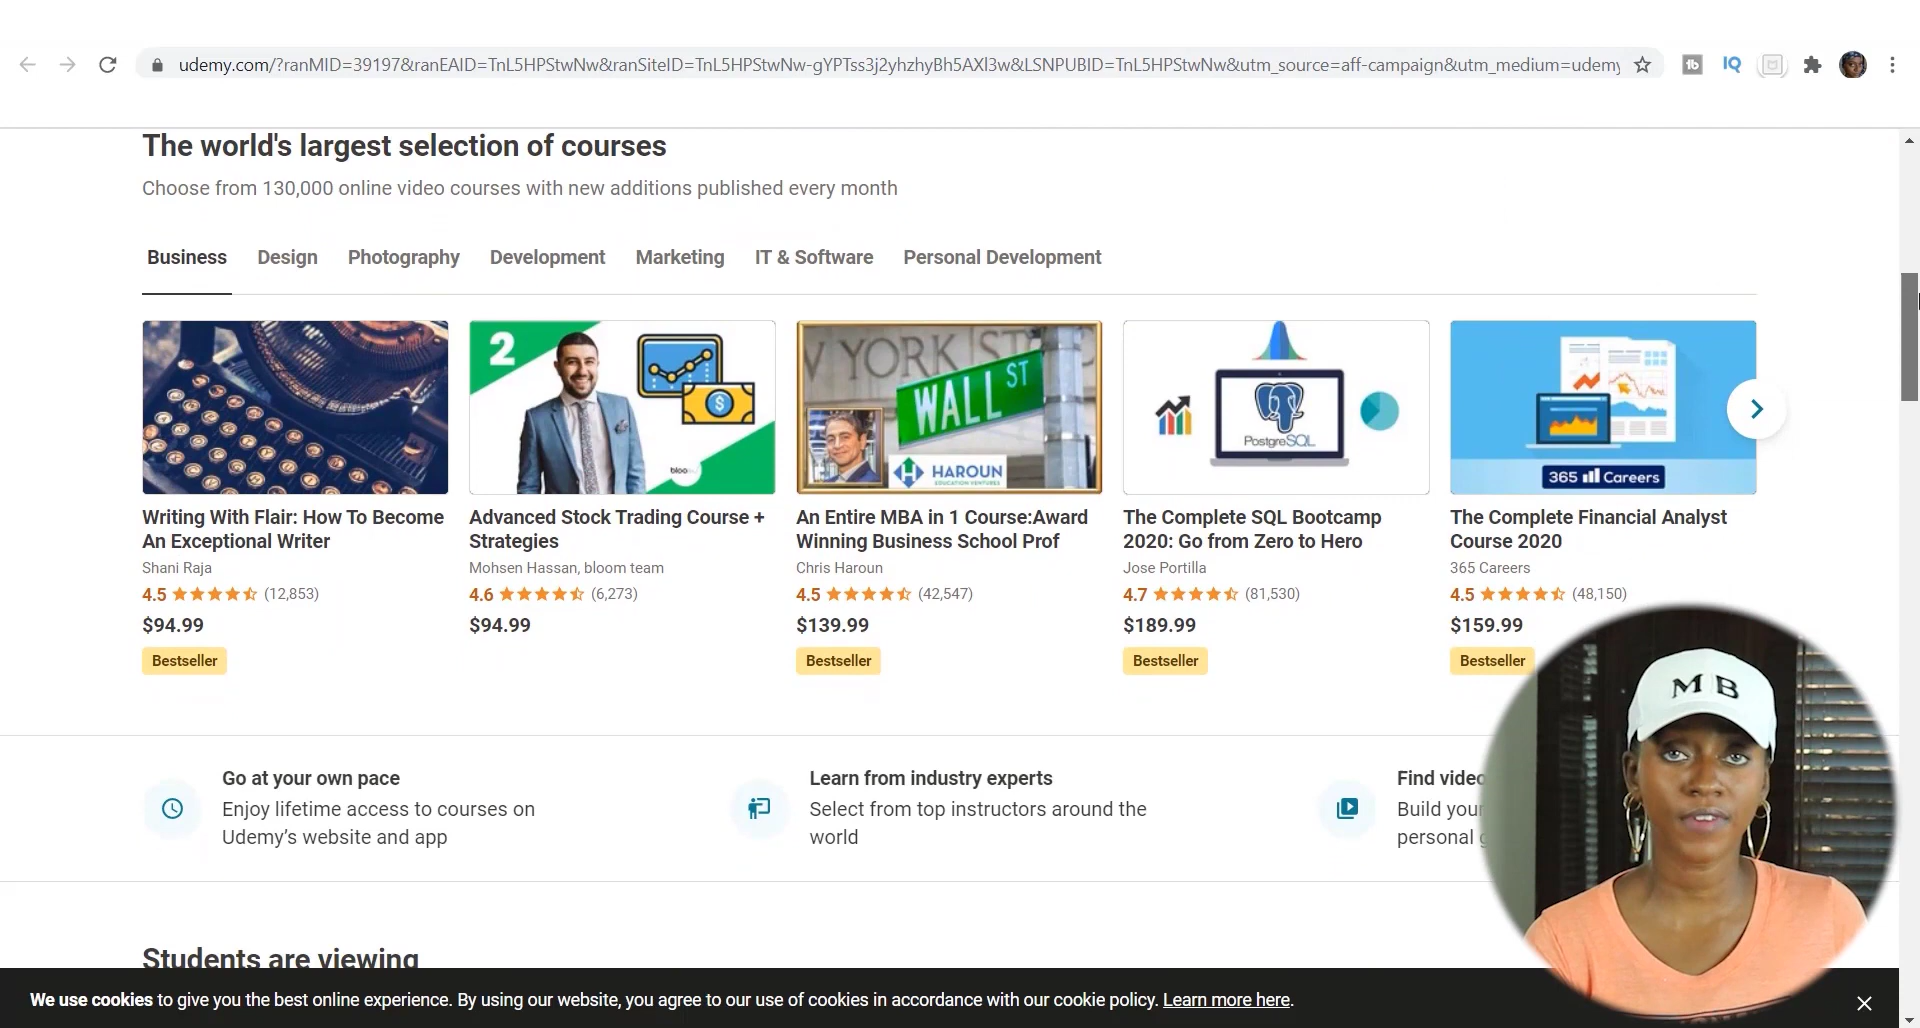 udemy.com/?ranMID=39197&ranEAID=TnL5HPStwNw&ranSiteID=TnL5HPStwNw-gYPTss3j2yhzhyBh5AXl3w&LSNPUBID=TnL5HPStwNw&utm_source=aff-campaign&utm_medium=udemy
tb
IQ
The world's largest selection of courses
Choose from 130,000 online video courses with new additions published every month
Business Design Photography Development Marketing IT & Software Personal Development
2
bloom
W YORK ST
WALL ST
HAROUN
EDUCATION VENTURES
PostgreSQL
365 Careers
Writing With Flair: How To Become
An Exceptional Writer
Shani Raja
4.5 (12,853)
$94.99
Bestseller
Advanced Stock Trading Course +
Strategies
Mohsen Hassan, bloom team
4.6 (6,273)
$94.99
An Entire MBA in 1 Course:Award
Winning Business School Prof
Chris Haroun
4.5 (42,547)
$139.99
Bestseller
The Complete SQL Bootcamp
2020: Go from Zero to Hero
Jose Portilla
4.7 (81,530)
$189.99
Bestseller
The Complete Financial Analyst
Course 2020
365 Careers
4.5 (48,150)
$159.99
Bestseller
M B
Go at your own pace
Enjoy lifetime access to courses on
Udemy’s website and app
Learn from industry experts
Select from top instructors around the
world
Find video
Build your
personal
Students are viewing
We use cookies to give you the best online experience. By using our website, you agree to our use of cookies in accordance with our cookie policy. Learn more here.